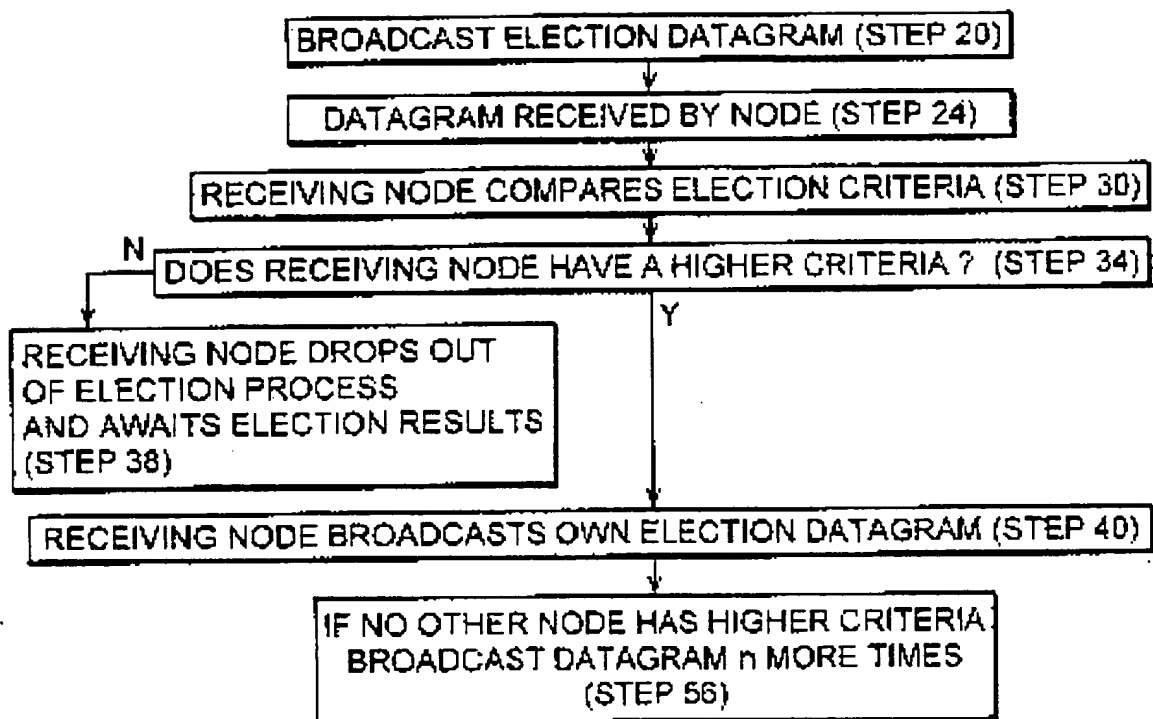 BROADCAST ELECTION DATAGRAM (STEP 20)
DATAGRAM RECEIVED BY NODE (STEP 24)
RECEIVING NODE COMPARES ELECTION CRITERIA (STEP 30)
N
DOES RECEIVING NODE HAVE A HIGHER CRITERIA ? (STEP 34)
Y
RECEIVING NODE DROPS OUT
OF ELECTION PROCESS
AND AWAITS ELECTION RESULTS
(STEP 38)
RECEIVING NODE BROADCASTS OWN ELECTION DATAGRAM (STEP 40)
IF NO OTHER NODE HAS HIGHER CRITERIA
BROADCAST DATAGRAM n MORE TIMES
(STEP 56)